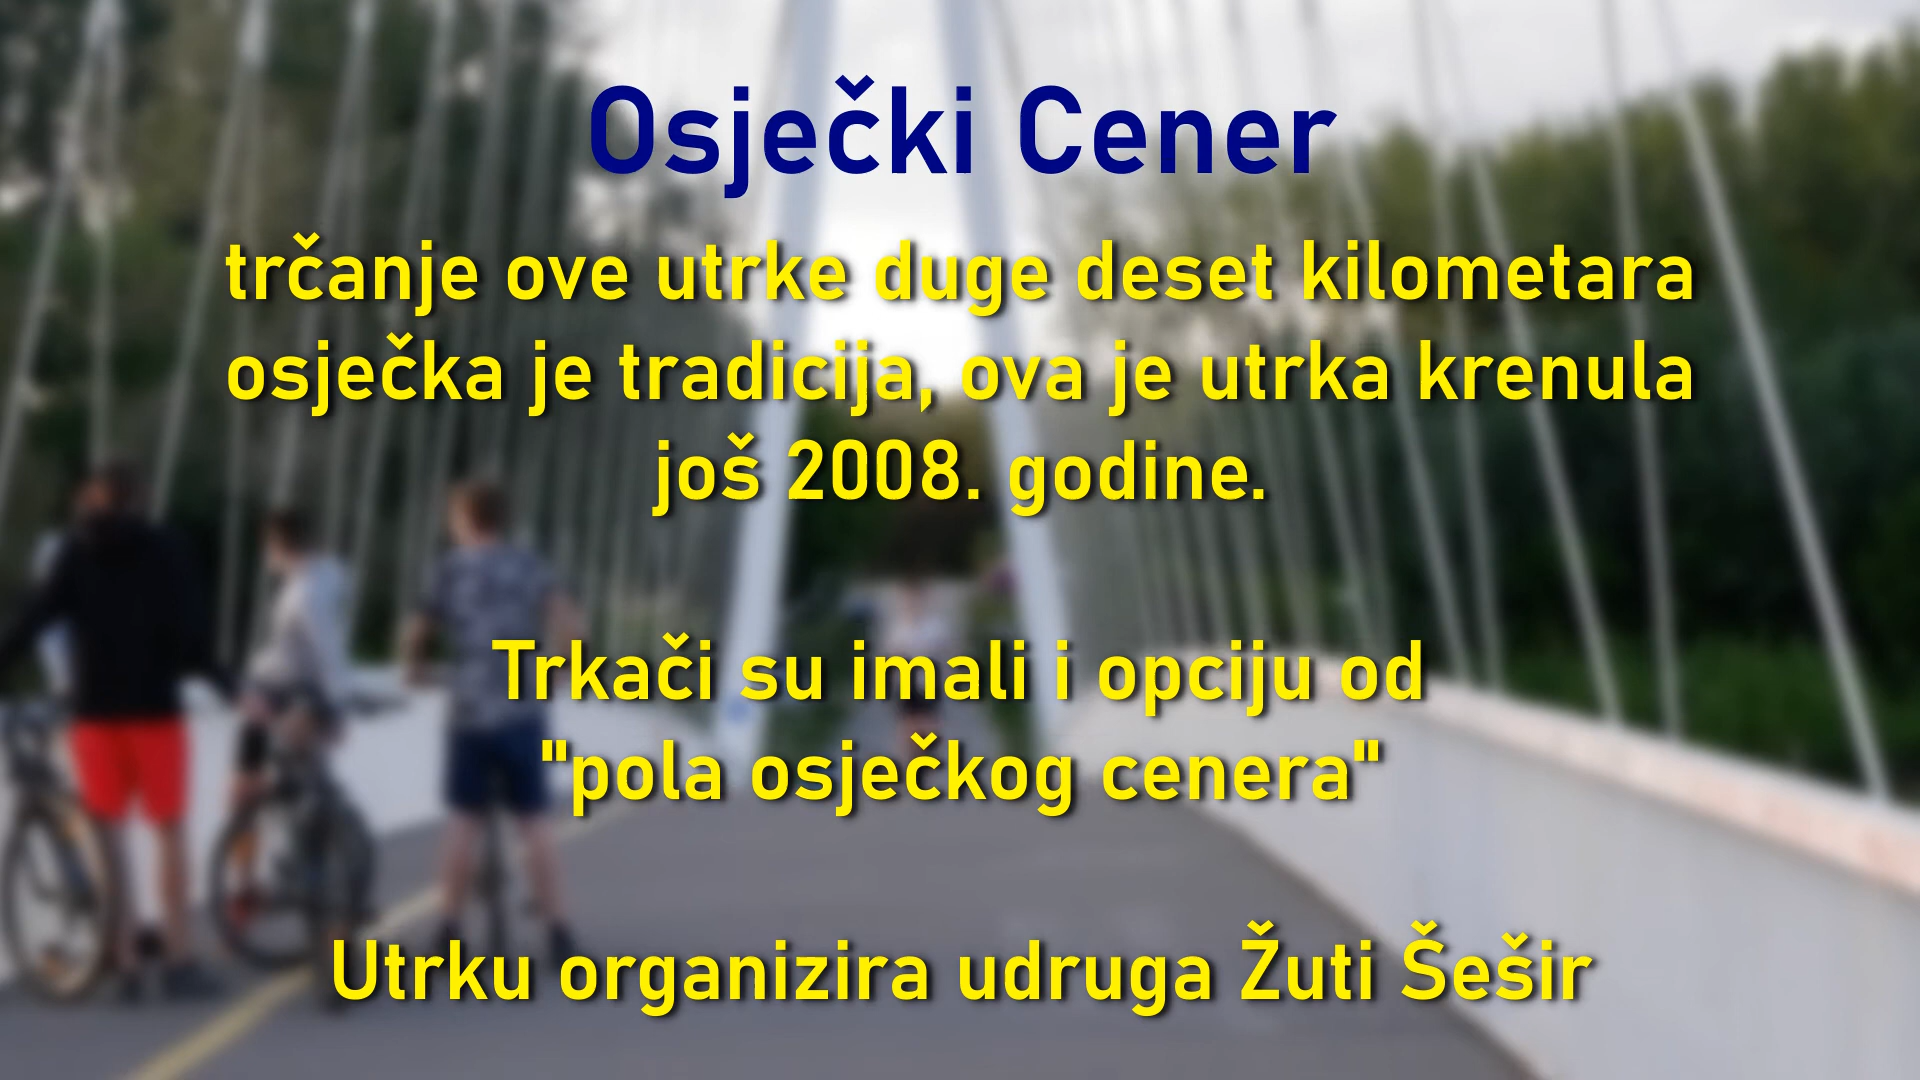 Osječki Cener
trčanje ove utrke duge deset kilometara
osječka je tradicija, ova je utrka krenula
još 2008. godine.
Trkači su imali i opciju od
"pola osječkog cenera"
Utrku organizira udruga Žuti Šešir